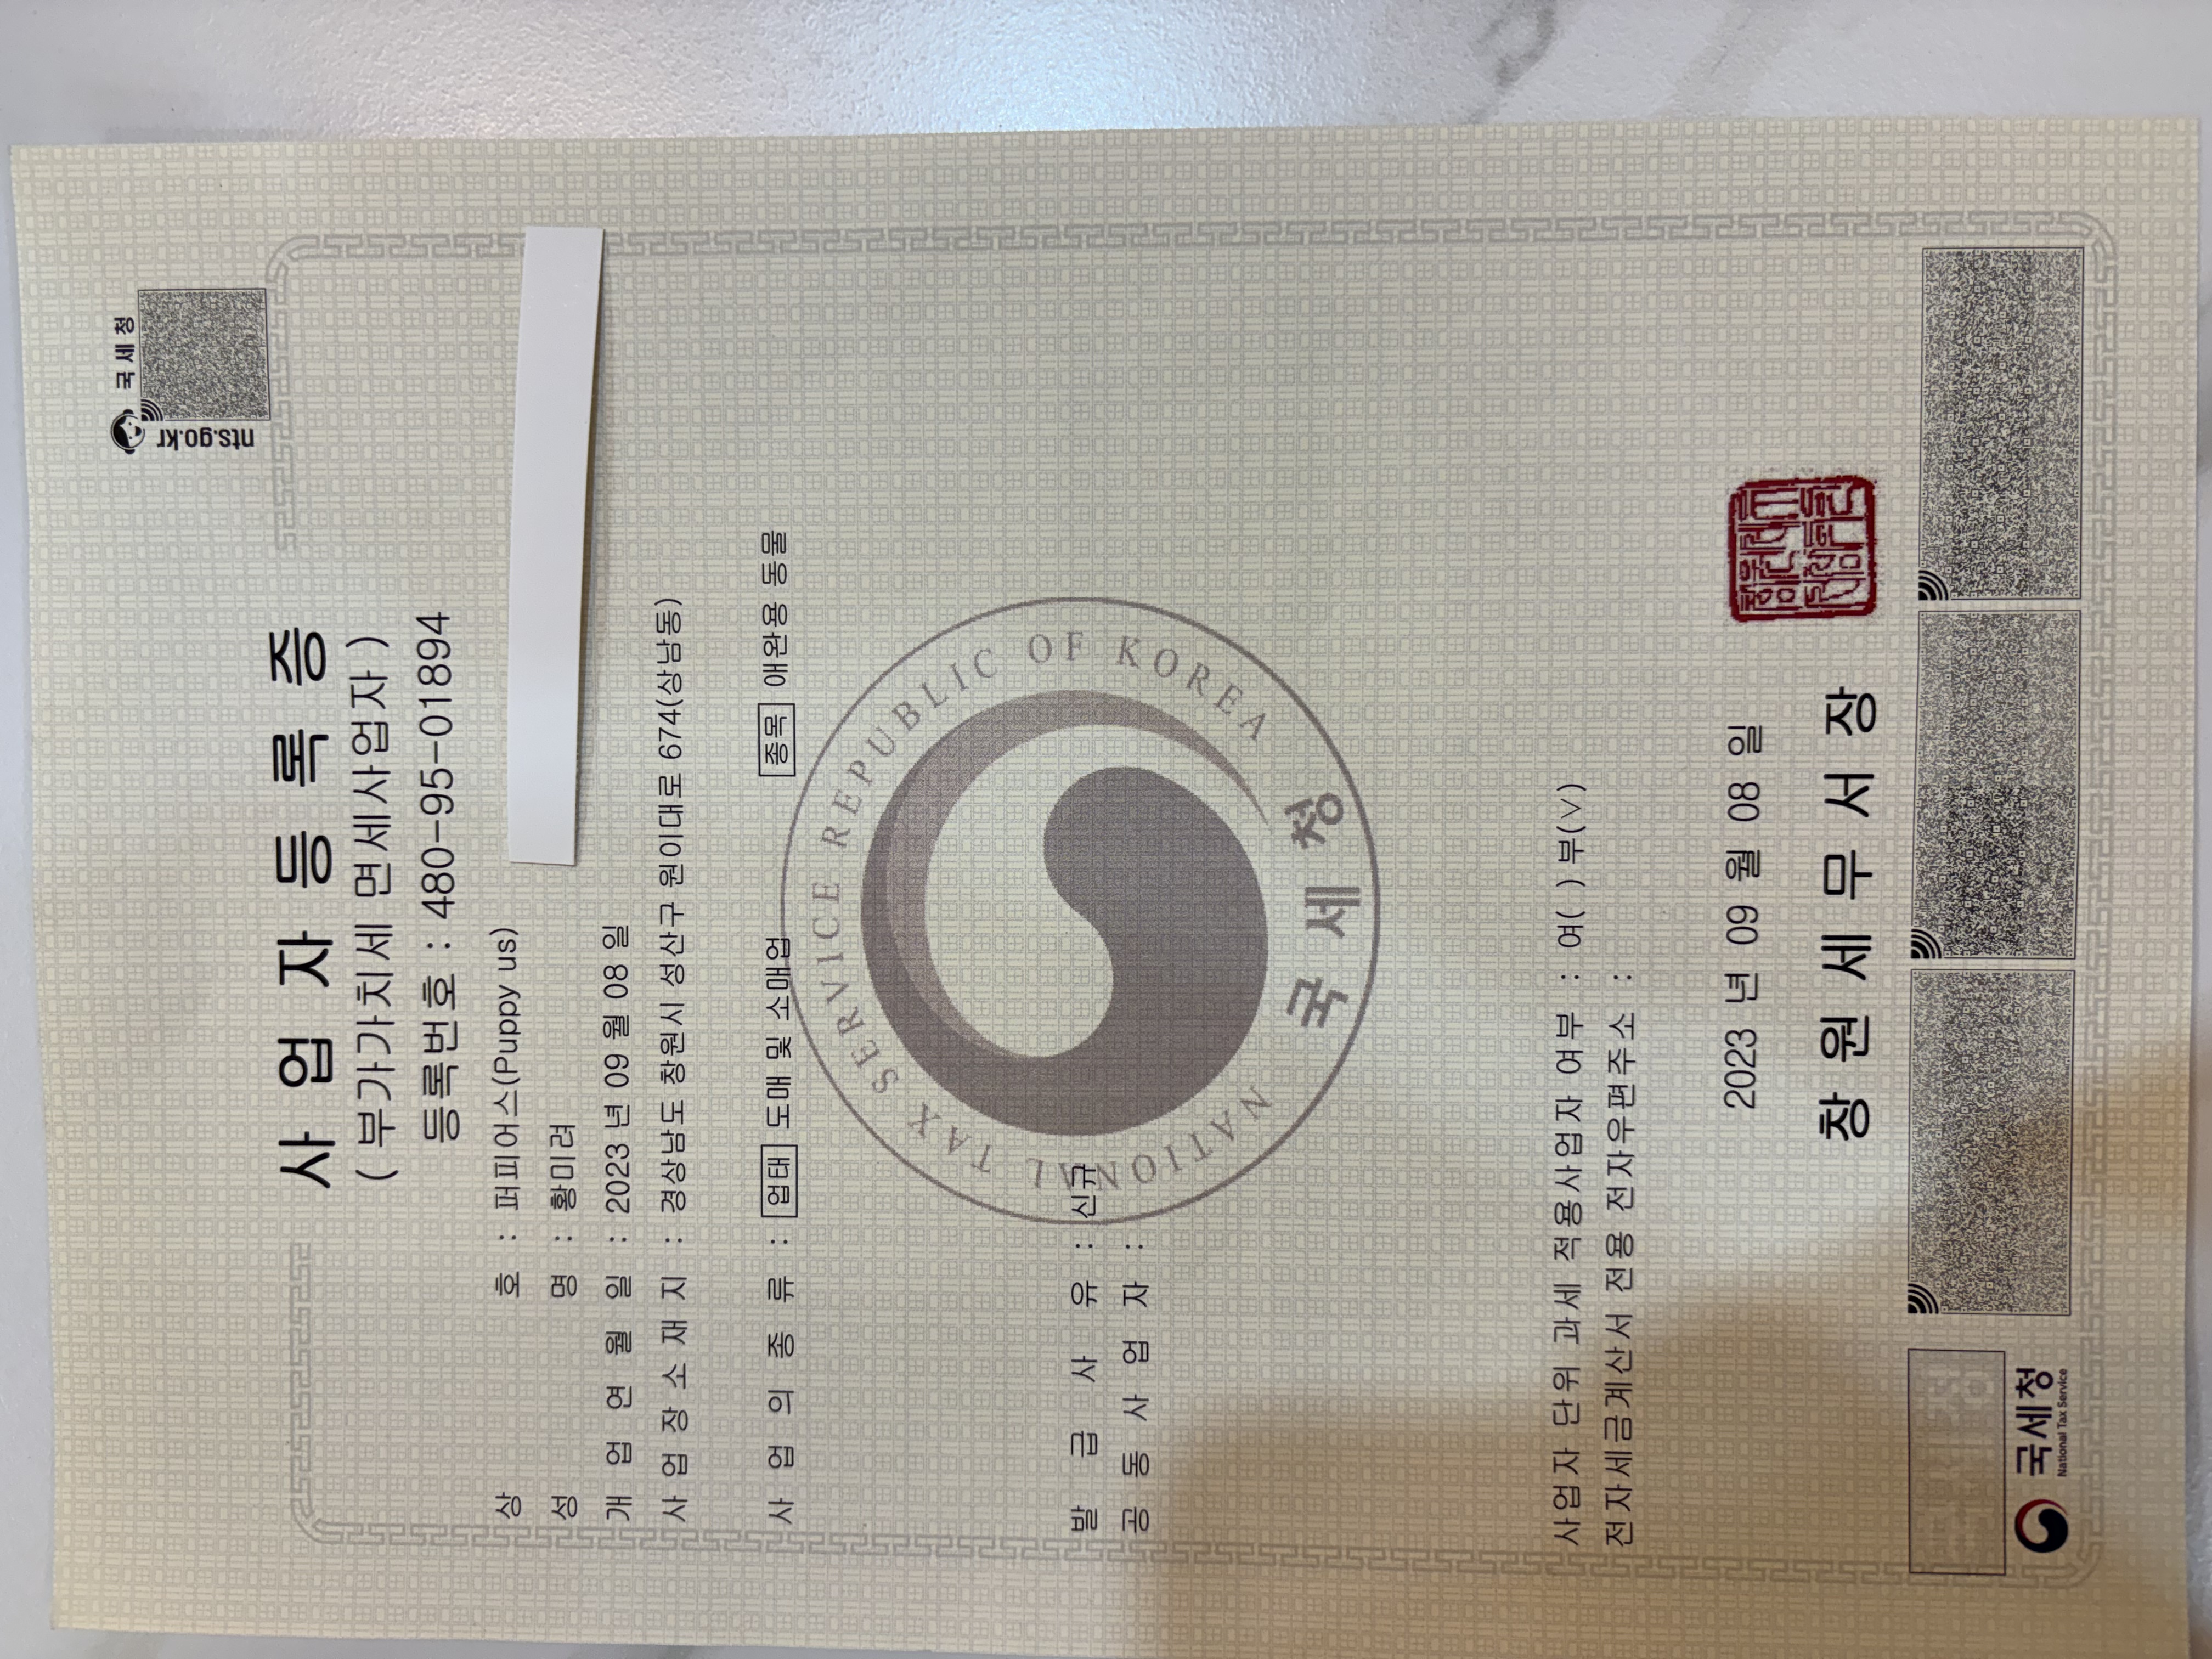 국세청
nts.go.kr
사업자등록증
( 부가가치세 면세사업자 )
등록번호 : 480-95-01894
상 호 : 퍼피어스(Puppy us)
성 명 : 황미려
개 업 연 월 일 : 2023 년 09 월 08 일
사 업 장 소 재 지 : 경상남도 창원시 성산구 원이대로 674(상남동)
사 업 의 종 류 : 업태 도매 및 소매업 종목 애완용 동물
NATIONAL TAX SERVICE REPUBLIC OF KOREA
국세청
발 급 사 유 : 신규
공 동 사 업 자 :
사업자 단위 과세 적용사업자 여부 : 여( ) 부(∨)
전자세금계산서 전용 전자우편주소 :
2023 년 09 월 08 일
창 원 세 무 서 장
국세청
National Tax Service